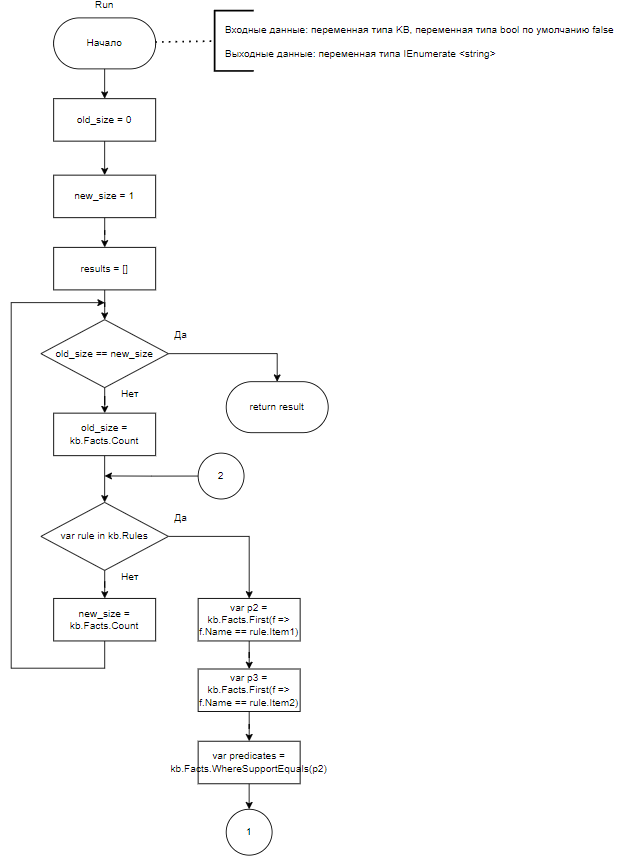 Run
Начало
Входные данные: переменная типа KB, переменная типа bool по умолчанию false
Выходные данные: переменная типа IEnumerate <string>
old_size = 0
new_size = 1
results = []
old_size == new_size
Да
return result
Нет
old_size =
kb.Facts.Count
2
var rule in kb.Rules
Да
Нет
new_size =
kb.Facts.Count
var p2 =
kb.Facts.First(f =>
f.Name == rule.Item1)
var p3 =
kb.Facts.First(f =>
f.Name == rule.Item2)
var predicates =
kb.Facts.WhereSupportEquals(p2)
1